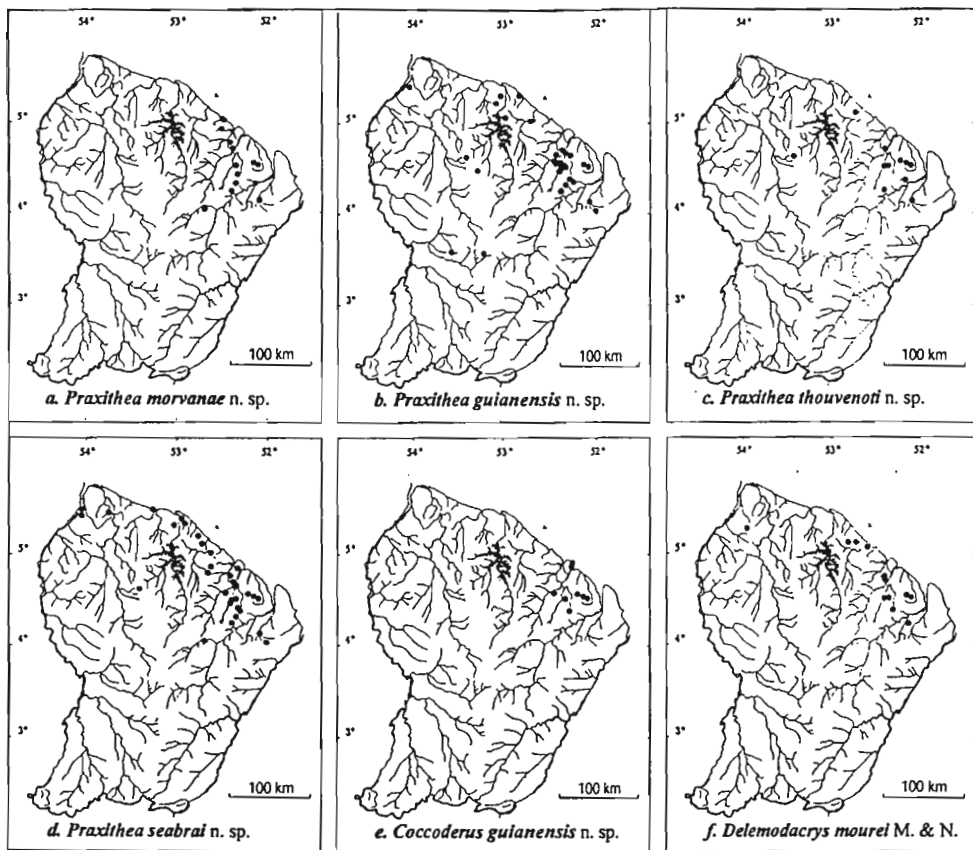 54° 53° 52°
54° 53° 52°
54° 53° 52°
5°
5°
5°
4°
4°
4°
3°
3°
3°
100 km
100 km
100 km
a. Praxithea morvanae n. sp.
b. Praxithea guianensis n. sp.
c. Praxithea thouvenoti n. sp.
54° 53° 52°
54° 53° 52°
54° 53° 52°
5°
5°
5°
4°
4°
4°
3°
3°
3°
100 km
100 km
100 km
d. Praxithea seabrai n. sp.
e. Coccoderus guianensis n. sp.
f. Delemodacrys mourei M. & N.